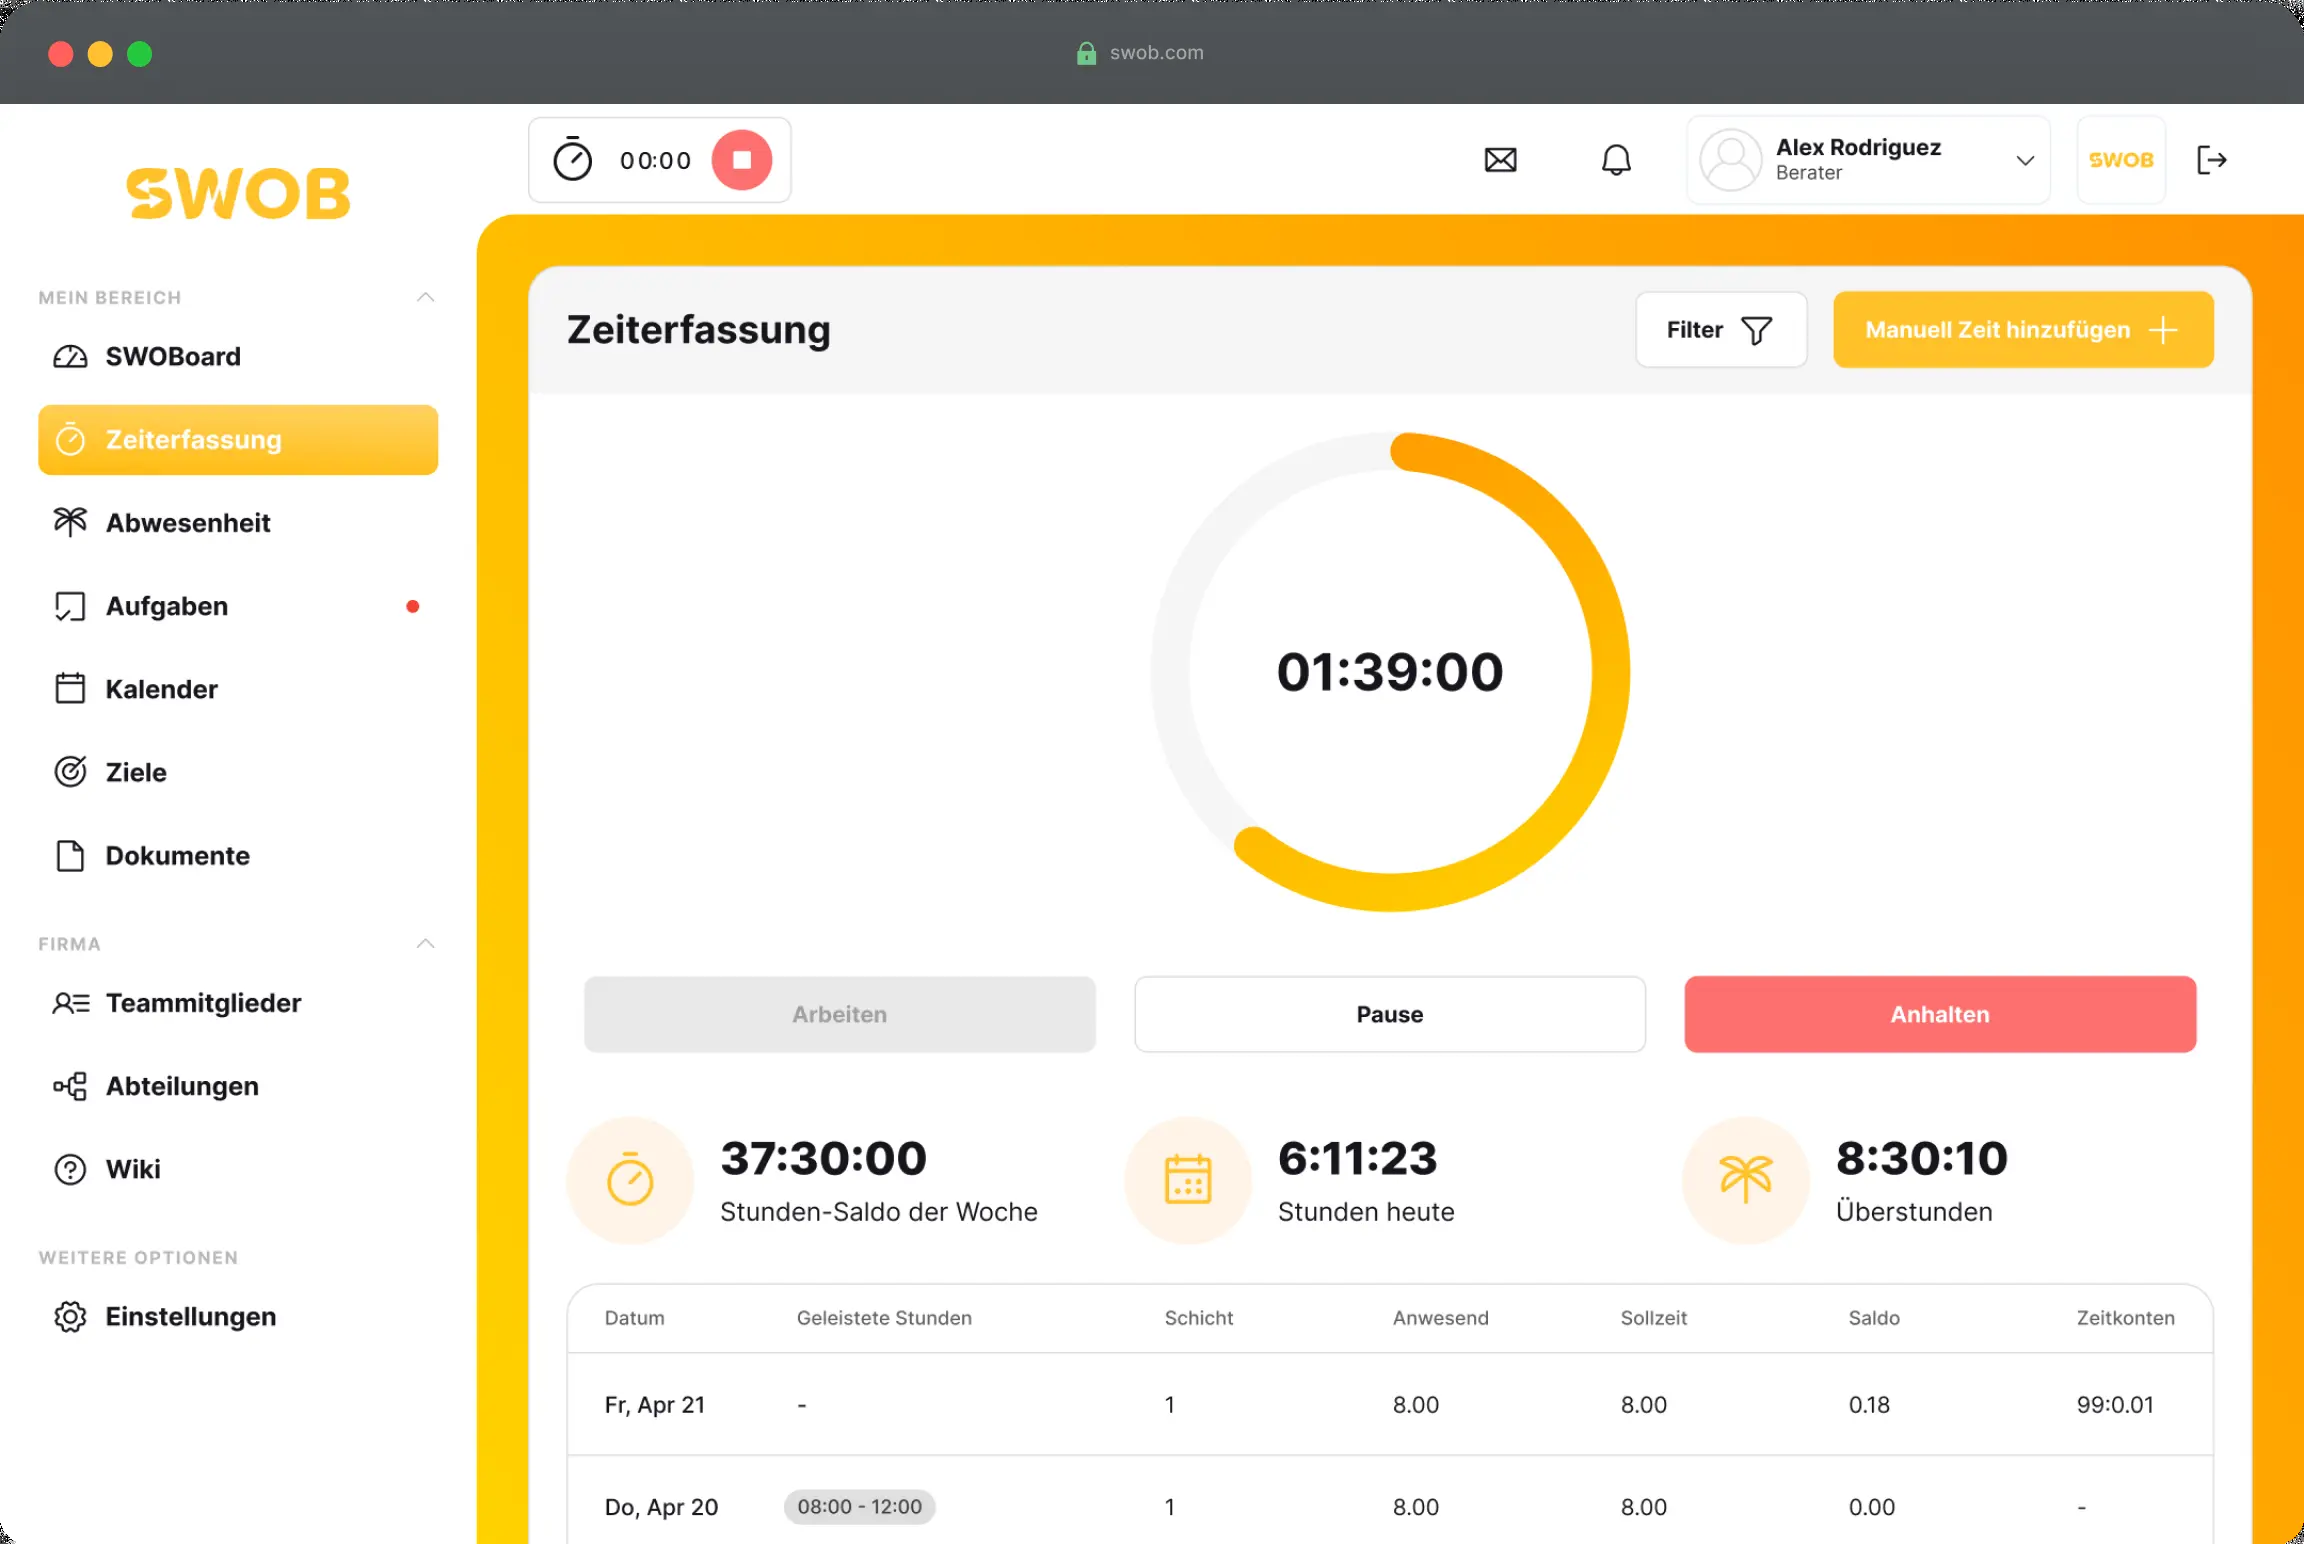 swob.com
SWOB
00:00
Alex Rodriguez
Berater
SWOB
MEIN BEREICH
SWOBoard
Zeiterfassung
Abwesenheit
Aufgaben
Kalender
Ziele
Dokumente
FIRMA
Teammitglieder
Abteilungen
Wiki
WEITERE OPTIONEN
Einstellungen
Zeiterfassung
Filter
Manuell Zeit hinzufügen
01:39:00
Arbeiten
Pause
Anhalten
37:30:00
Stunden-Saldo der Woche
6:11:23
Stunden heute
8:30:10
Überstunden
Datum Geleistete Stunden Schicht Anwesend Sollzeit Saldo Zeitkonten
Fr, Apr 21 - 1 8.00 8.00 0.18 99:0.01
Do, Apr 20 08:00 - 12:00 1 8.00 8.00 0.00 -